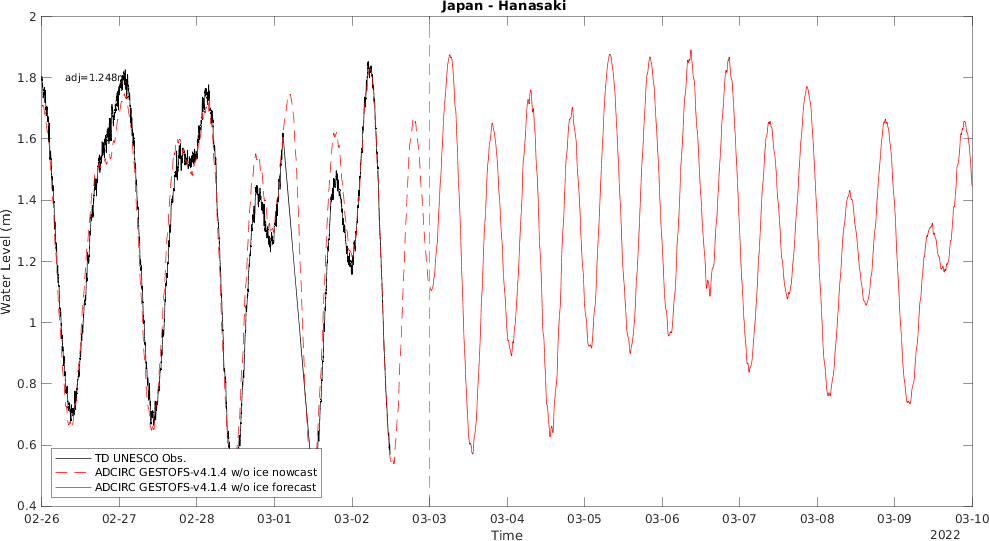 Japan - Hanasaki
Water Level (m)
2
1.8
1.6
1.4
1.2
1
0.8
0.6
0.4
adj=1.248m
TD UNESCO Obs.
ADCIRC GESTOFS-v4.1.4 w/o ice nowcast
ADCIRC GESTOFS-v4.1.4 w/o ice forecast
02-26 02-27 02-28 03-01 03-02 03-03 03-04 03-05 03-06 03-07 03-08 03-09 03-10
Time
2022